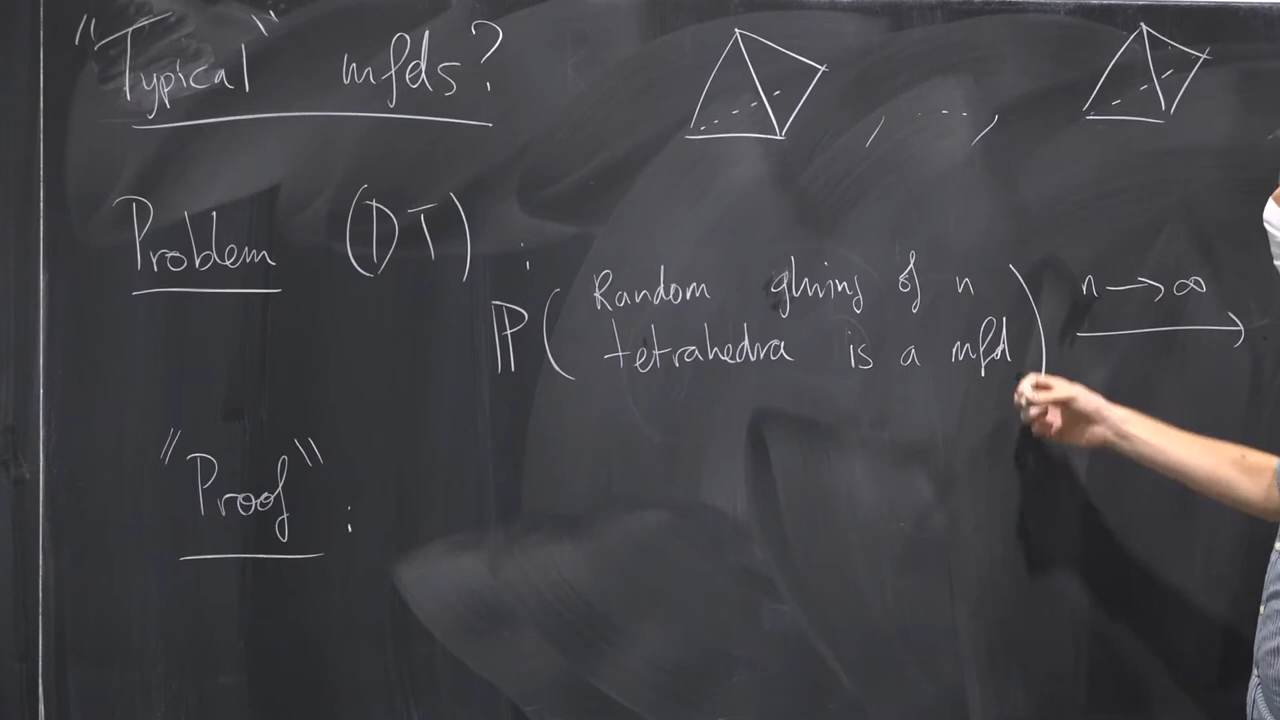 "Typical" mfds?
, ---- ,
Problem (DT) :
ℙ( Random gluing of n
tetrahedra is a mfd ) n → ∞ ⟶
"Proof" :